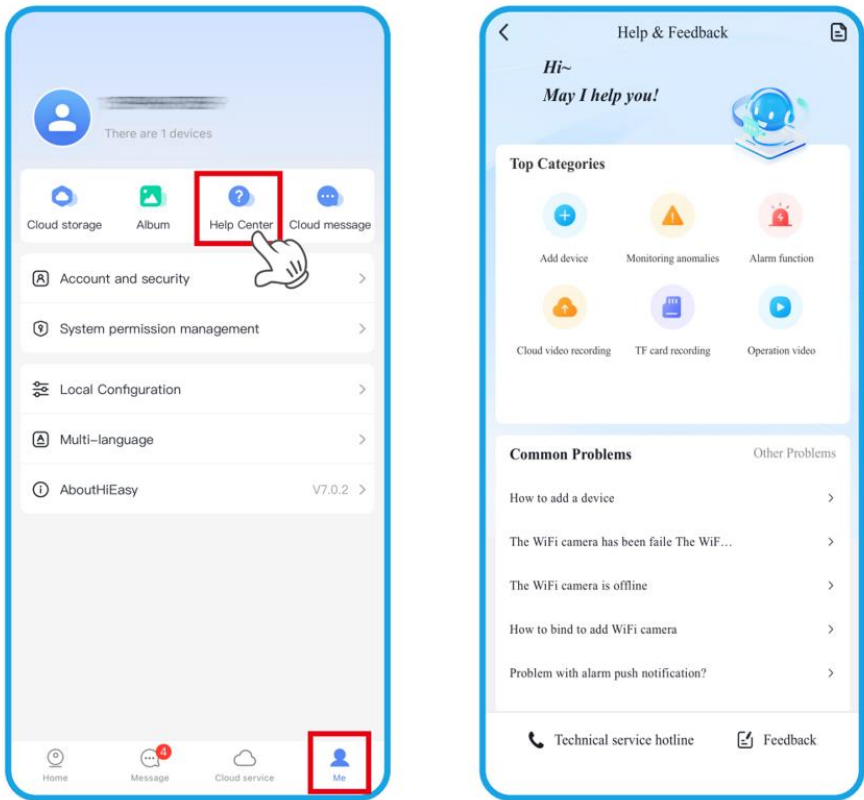 There are 1 devices
Cloud storage
Album
Help Center
Cloud message
Account and security
System permission management
Local Configuration
Multi-language
AboutHiEasy
V7.0.2
Home
4
Message
Cloud service
Me
Help & Feedback
Hi~
May I help you!
Top Categories
Add device
Monitoring anomalies
Alarm function
Cloud video recording
TF card recording
Operation video
Common Problems
Other Problems
How to add a device
The WiFi camera has been faile The WiF...
The WiFi camera is offline
How to bind to add WiFi camera
Problem with alarm push notification?
Technical service hotline
Feedback